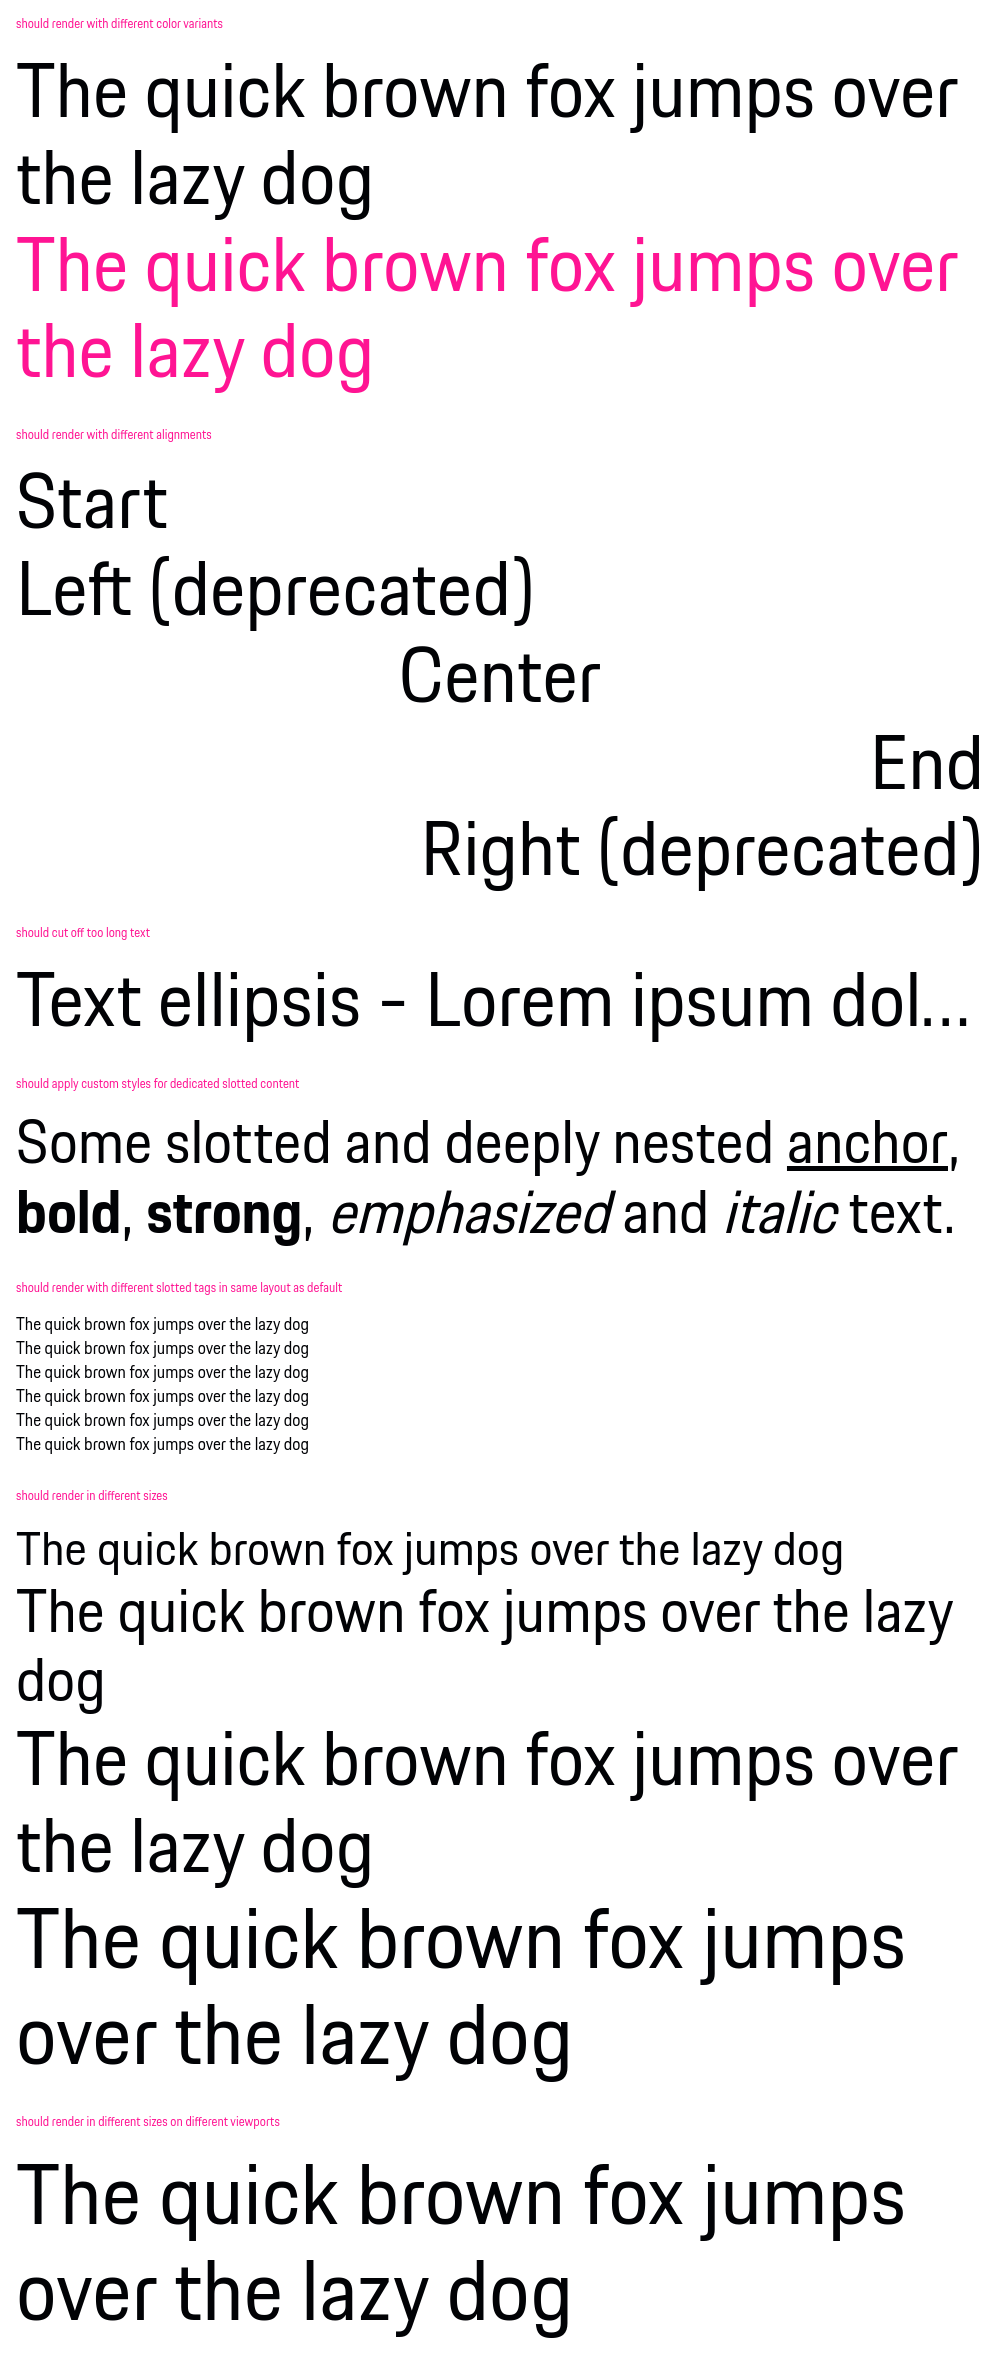 should render with different color variants
The quick brown fox jumps over
the lazy dog
The quick brown fox jumps over
the lazy dog
should render with different alignments
Start
Left (deprecated)
Center
End
Right (deprecated)
should cut off too long text
Text ellipsis - Lorem ipsum dol…
should apply custom styles for dedicated slotted content
Some slotted and deeply nested anchor,
bold, strong, emphasized and italic text.
should render with different slotted tags in same layout as default
The quick brown fox jumps over the lazy dog
The quick brown fox jumps over the lazy dog
The quick brown fox jumps over the lazy dog
The quick brown fox jumps over the lazy dog
The quick brown fox jumps over the lazy dog
The quick brown fox jumps over the lazy dog
should render in different sizes
The quick brown fox jumps over the lazy dog
The quick brown fox jumps over the lazy
dog
The quick brown fox jumps over
the lazy dog
The quick brown fox jumps
over the lazy dog
should render in different sizes on different viewports
The quick brown fox jumps
over the lazy dog